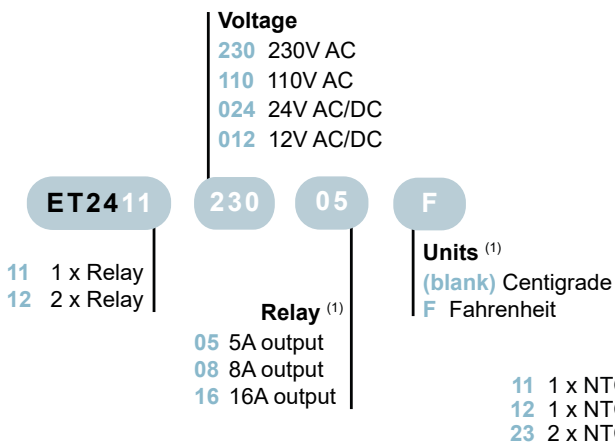 Voltage
230 230V AC
110 110V AC
024 24V AC/DC
012 12V AC/DC
ET2411 230 05 F
11 1 x Relay
12 2 x Relay
Relay (1)
05 5A output
08 8A output
16 16A output
Units (1)
(blank) Centigrade
F Fahrenheit
11 1 x
12 1 x
23 2 x